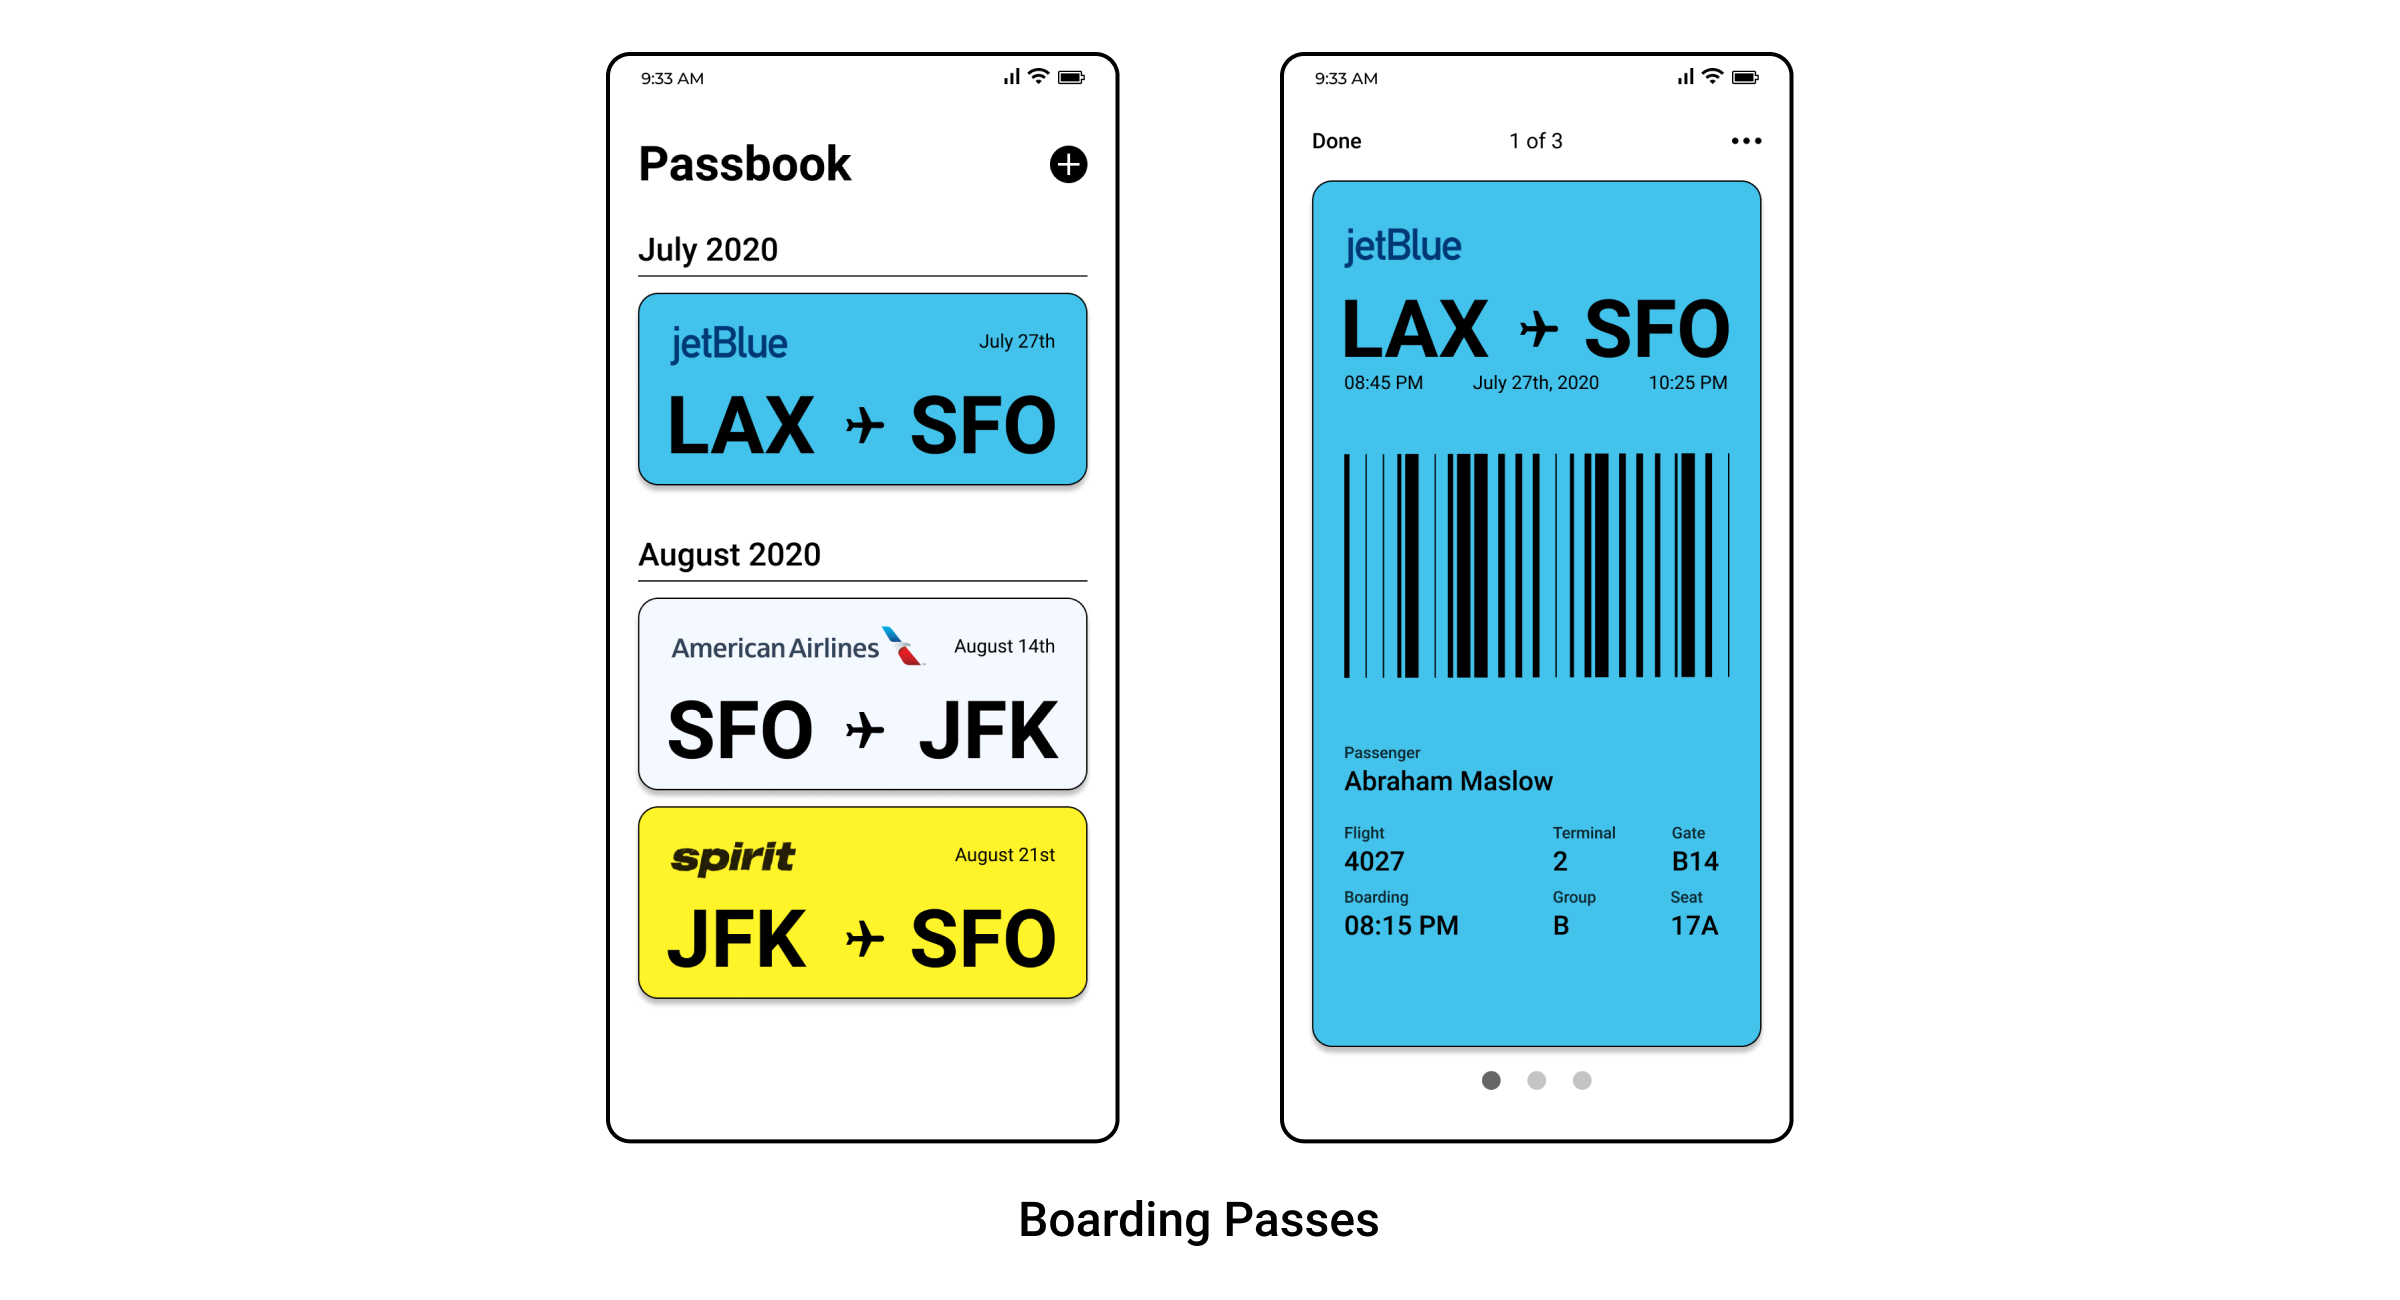 9:33 AM
Passbook
July 2020
jetBlue July 27th
LAX SFO
August 2020
American Airlines August 14th
SFO JFK
spirit August 21st
JFK SFO
9:33 AM
Done 1 of 3
jetBlue
LAX SFO
08:45 PM July 27th, 2020 10:25 PM
Passenger
Abraham Maslow
Flight Terminal Gate
4027 2 B14
Boarding Group Seat
08:15 PM B 17A
Boarding Passes